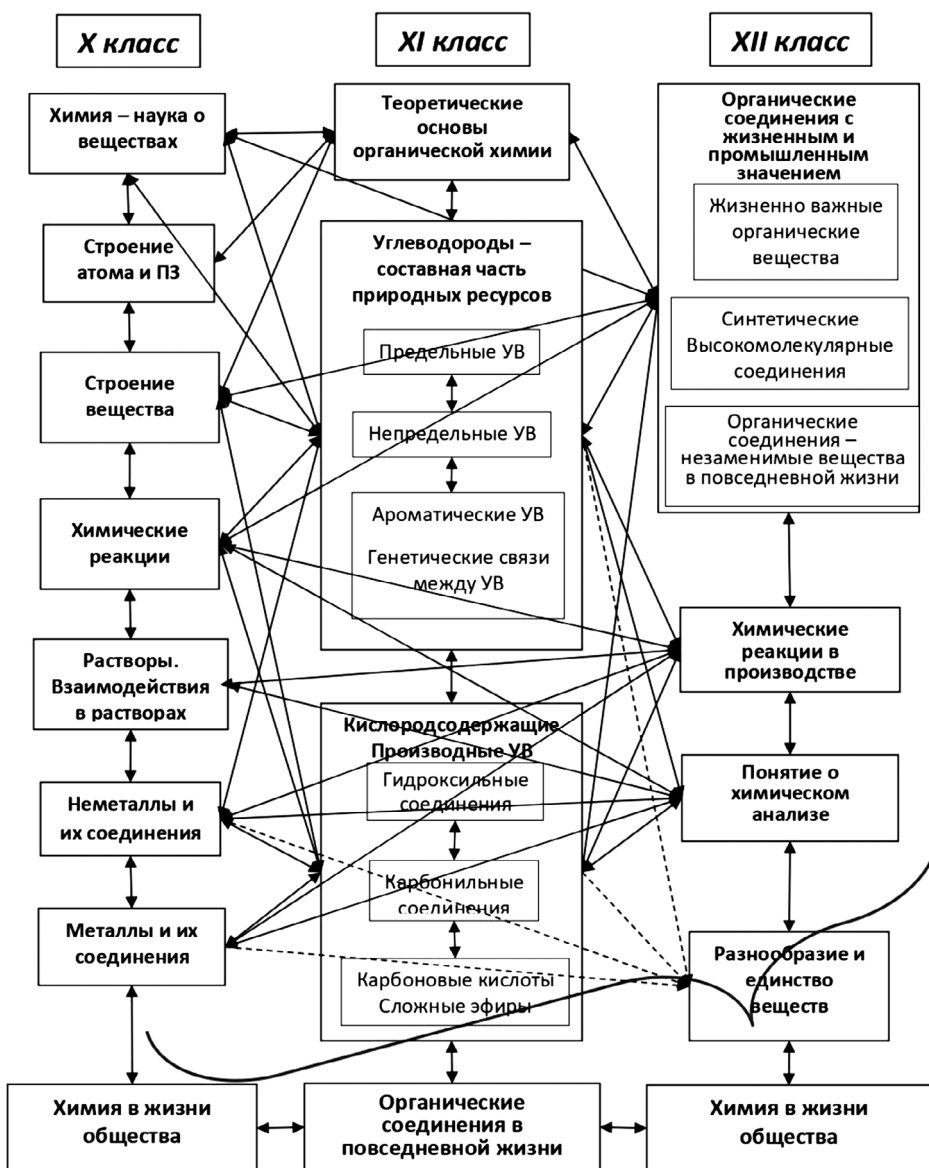 X класс
XI класс
XII класс
Химия – наука о
веществах
Строение
атома и ПЗ
Строение
вещества
Химические
реакции
Растворы.
Взаимодействия
в растворах
Неметаллы и
их соединения
Металлы и их
соединения
Химия в жизни
общества
Теоретические
основы
органической химии
Углеводороды –
составная часть
природных ресурсов
Предельные УВ
Непредельные УВ
Ароматические УВ
Генетические связи
между УВ
Кислородсодержащие
Производные УВ
Гидроксильные
соединения
Карбонильные
соединения
Карбоновые кислоты
Сложные эфиры
Органические
соединения в
повседневной жизни
Органические
соединения с
жизненным и
промышленным
значением
Жизненно важные
органические
вещества
Синтетические
Высокомолекулярные
соединения
Органические
соединения –
незаменимые вещества
в повседневной жизни
Химические
реакции в
производстве
Понятие о
химическом
анализе
Разнообразие и
единство
веществ
Химия в жизни
общества